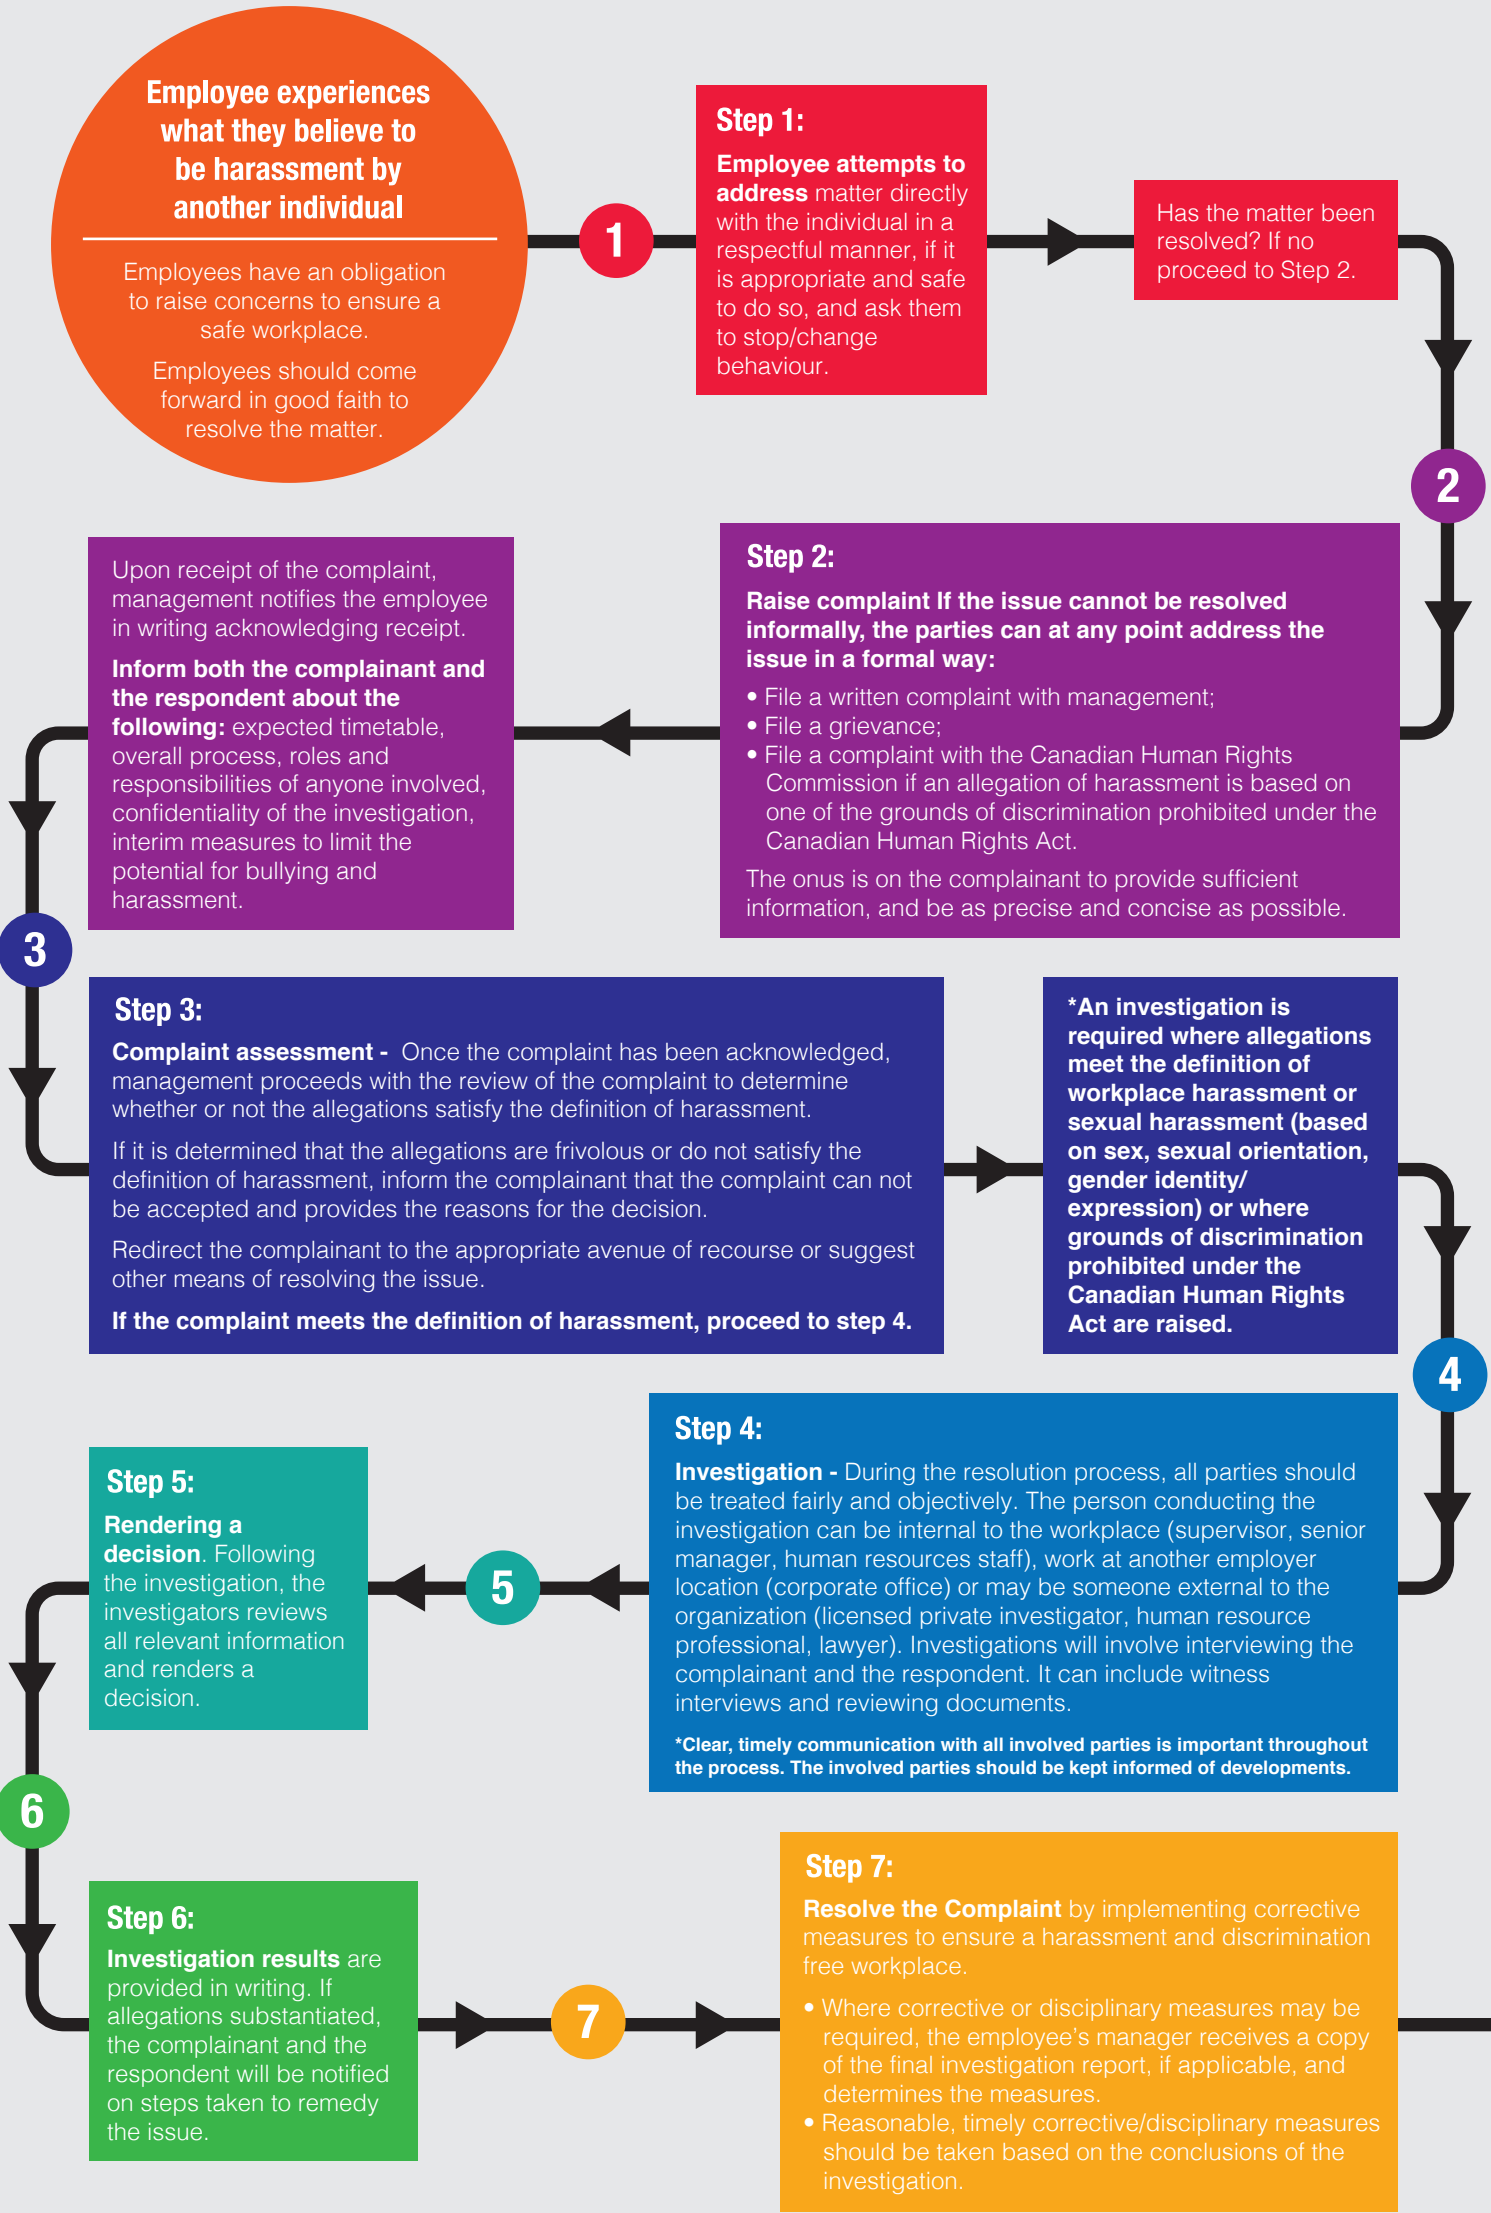 Employee experiences
what they believe to
be harassment by
another individual
Employees have an obligation
to raise concerns to ensure a
safe workplace.
Employees should come
forward in good faith to
resolve the matter.
1
Step 1:
Employee attempts to
address matter directly
with the individual in a
respectful manner, if it
is appropriate and safe
to do so, and ask them
to stop/change
behaviour.
Has the matter been
resolved? If no
proceed to Step 2.
2
Step 2:
Raise complaint If the issue cannot be resolved
informally, the parties can at any point address the
issue in a formal way:
• File a written complaint with management;
• File a grievance;
• File a complaint with the Canadian Human Rights
Commission if an allegation of harassment is based on
one of the grounds of discrimination prohibited under the
Canadian Human Rights Act.
The onus is on the complainant to provide sufficient
information, and be as precise and concise as possible.
Upon receipt of the complaint,
management notifies the employee
in writing acknowledging receipt.
Inform both the complainant and
the respondent about the
following: expected timetable,
overall process, roles and
responsibilities of anyone involved,
confidentiality of the investigation,
interim measures to limit the
potential for bullying and
harassment.
3
Step 3:
Complaint assessment - Once the complaint has been acknowledged,
management proceeds with the review of the complaint to determine
whether or not the allegations satisfy the definition of harassment.
If it is determined that the allegations are frivolous or do not satisfy the
definition of harassment, inform the complainant that the complaint can not
be accepted and provides the reasons for the decision.
Redirect the complainant to the appropriate avenue of recourse or suggest
other means of resolving the issue.
If the complaint meets the definition of harassment, proceed to step 4.
*An investigation is
required where allegations
meet the definition of
workplace harassment or
sexual harassment (based
on sex, sexual orientation,
gender identity/
expression) or where
grounds of discrimination
prohibited under the
Canadian Human Rights
Act are raised.
4
Step 4:
Investigation - During the resolution process, all parties should
be treated fairly and objectively. The person conducting the
investigation can be internal to the workplace (supervisor, senior
manager, human resources staff), work at another employer
location (corporate office) or may be someone external to the
organization (licensed private investigator, human resource
professional, lawyer). Investigations will involve interviewing the
complainant and the respondent. It can include witness
interviews and reviewing documents.
*Clear, timely communication with all involved parties is important throughout
the process. The involved parties should be kept informed of developments.
5
Step 5:
Rendering a
decision. Following
the investigation, the
investigators reviews
all relevant information
and renders a
decision.
6
Step 6:
Investigation results are
provided in writing. If
allegations substantiated,
the complainant and the
respondent will be notified
on steps taken to remedy
the issue.
7
Step 7:
Resolve the Complaint by implementing corrective
measures to ensure a harassment and discrimination
free workplace.
• Where corrective or disciplinary measures may be
required, the employee’s manager receives a copy
of the final investigation report, if applicable, and
determines the measures.
• Reasonable, timely corrective/disciplinary measures
should be taken based on the conclusions of the
investigation.